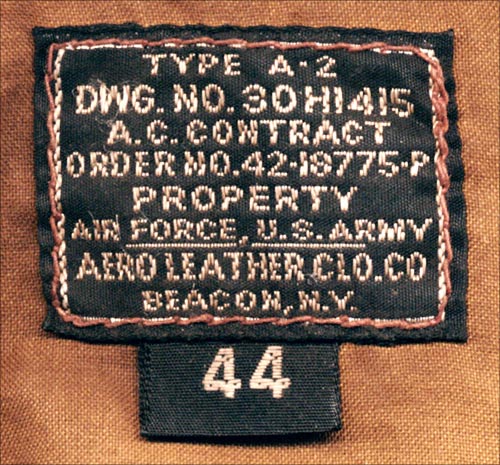 TYPE A-2
DWG. NO. 30H1415
A.C. CONTRACT
ORDER NO. 42-18775-P
PROPERTY
AIR FORCE, U.S. ARMY
AERO LEATHER CLO. CO
BEACON, N.Y.
44